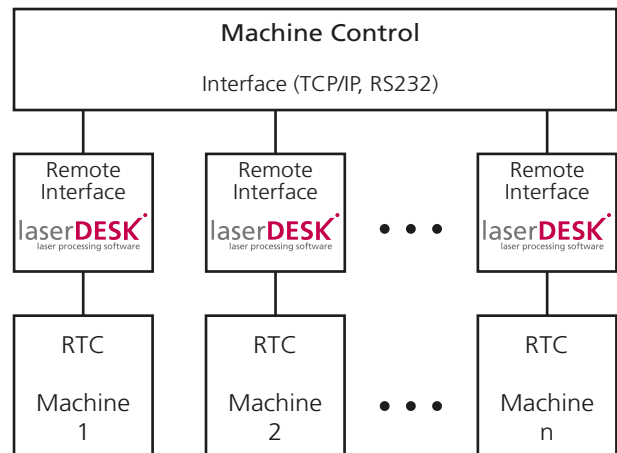 Machine Control
Interface (TCP/IP, RS232)
Remote Remote Remote
Interface Interface Interface
laserDESK laserDESK laserDESK
laser processing software laser processing software laser processing software
RTC RTC RTC
Machine Machine Machine
1 2 n